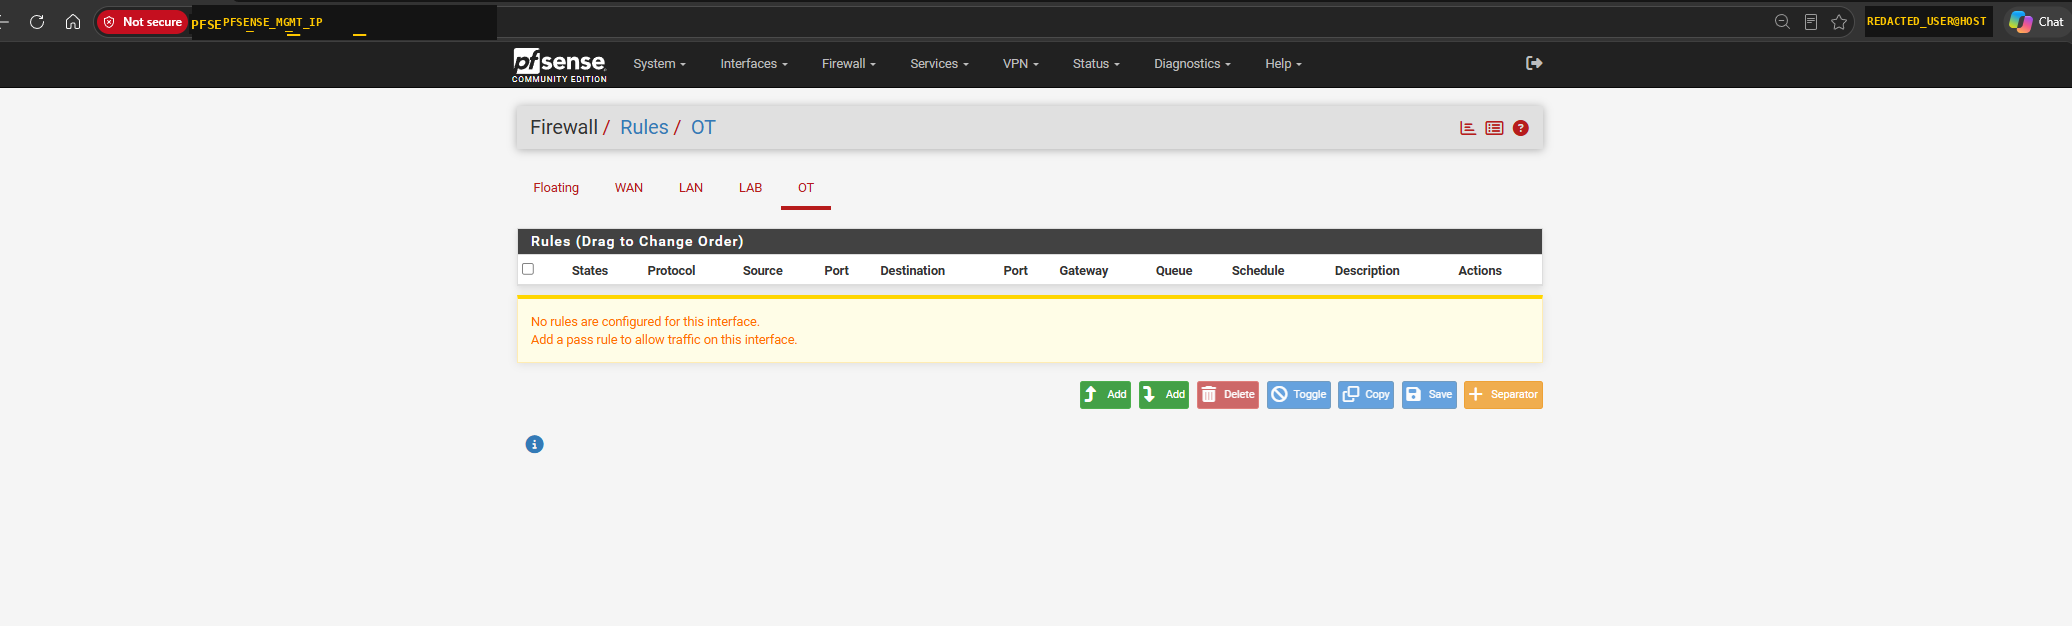 Not secure PFSEPFSENSE_MGMT_IP REDACTED_USER@HOST Chat
pfsense System Interfaces Firewall Services VPN Status Diagnostics Help
COMMUNITY EDITION
Firewall / Rules / OT
Floating WAN LAN LAB OT
Rules (Drag to Change Order)
States Protocol Source Port Destination Port Gateway Queue Schedule Description Actions
No rules are configured for this interface.
Add a pass rule to allow traffic on this interface.
Add Add Delete Toggle Copy Save Separator